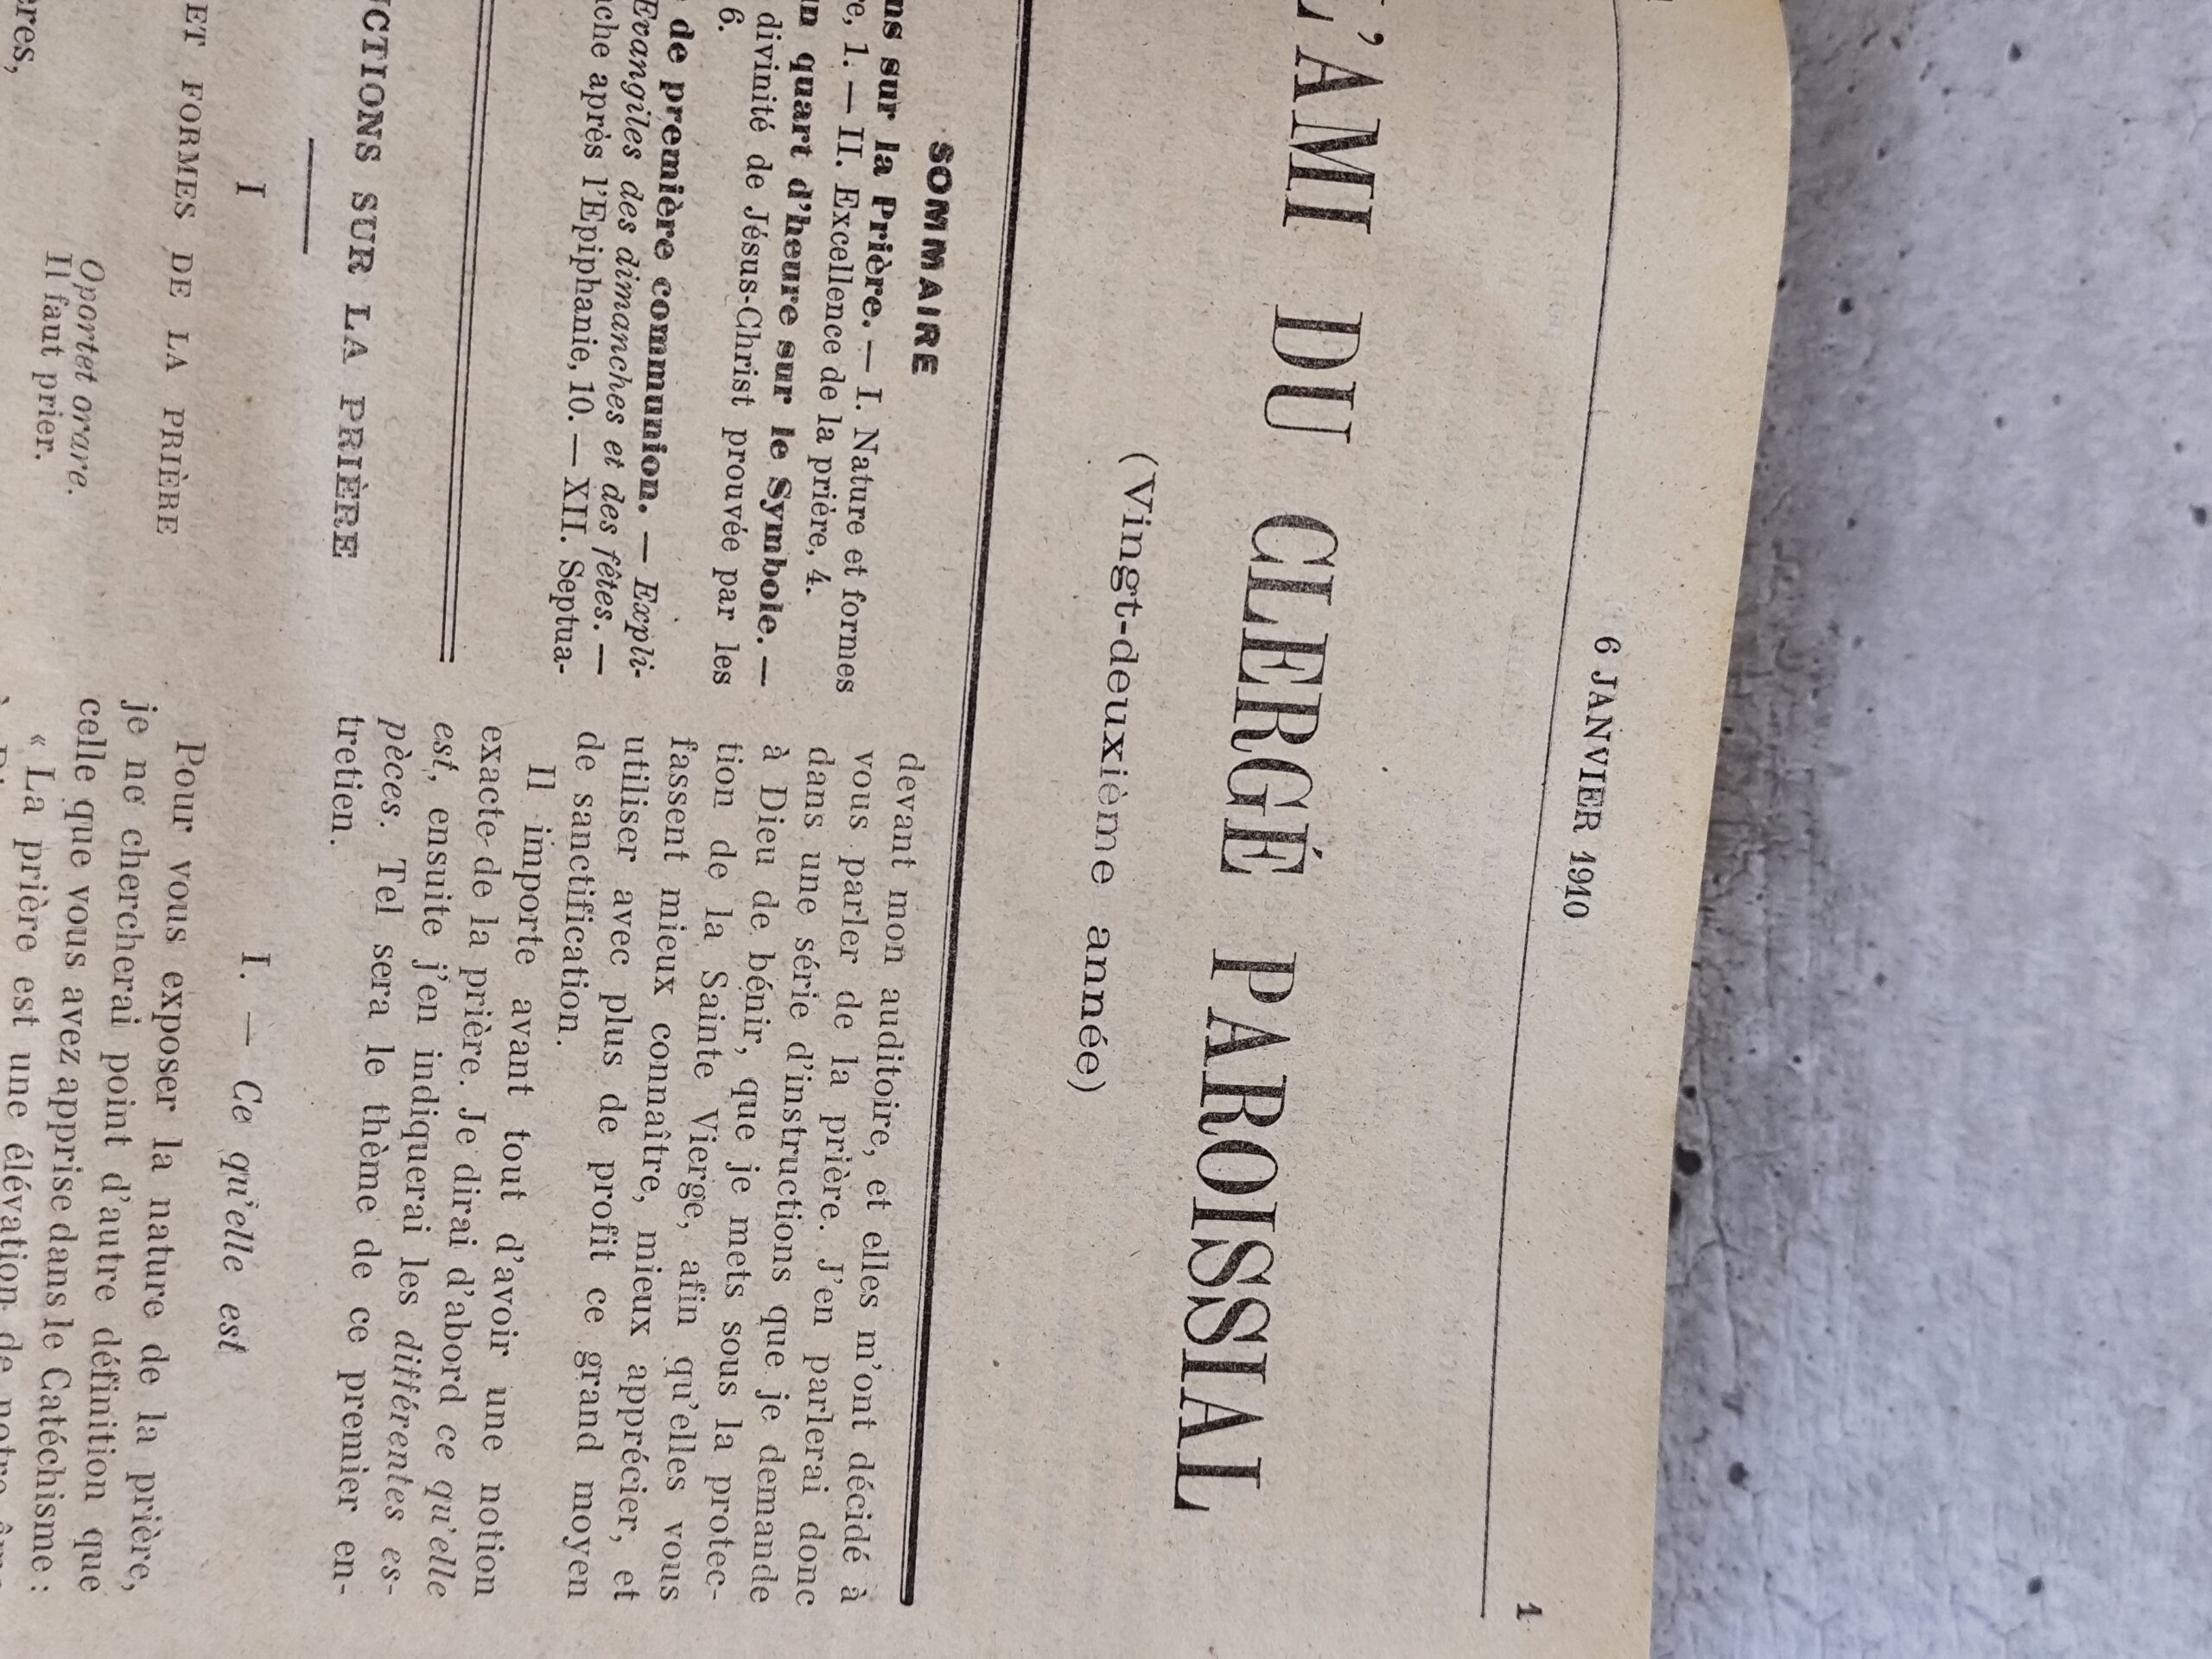 6 JANVIER 1910
1
L'AMI DU CLERGÉ PAROISSIAL
(Vingt-deuxième année)
SOMMAIRE
sur la Prière. — I. Nature et formes
1. — II. Excellence de la prière, 4.
quart d'heure sur le Symbole. —
divinité de Jésus-Christ prouvée par les
6.
de première communion. — Expli-
Evangiles des dimanches et des fêtes. —
après l'Epiphanie, 10. — XII. Septua-
SUR LA PRIÈRE
I
ET FORMES DE LA PRIÈRE
Oportet orare.
Il faut prier.
devant mon auditoire, et elles m'ont décidé à
vous parler de la prière. J'en parlerai donc
dans une série d'instructions que je demande
à Dieu de bénir, que je mets sous la protec-
tion de la Sainte Vierge, afin qu'elles vous
fassent mieux connaître, mieux apprécier, et
utiliser avec plus de profit ce grand moyen
de sanctification.
Il importe avant tout d'avoir une notion
exacte de la prière. Je dirai d'abord ce qu'elle
est, ensuite j'en indiquerai les différentes es-
pèces. Tel sera le thème de ce premier en-
tretien.
I. — Ce qu'elle est
Pour vous exposer la nature de la prière,
je ne chercherai point d'autre définition que
celle que vous avez apprise dans le Catéchisme :
« La prière est une élévation de notre âme